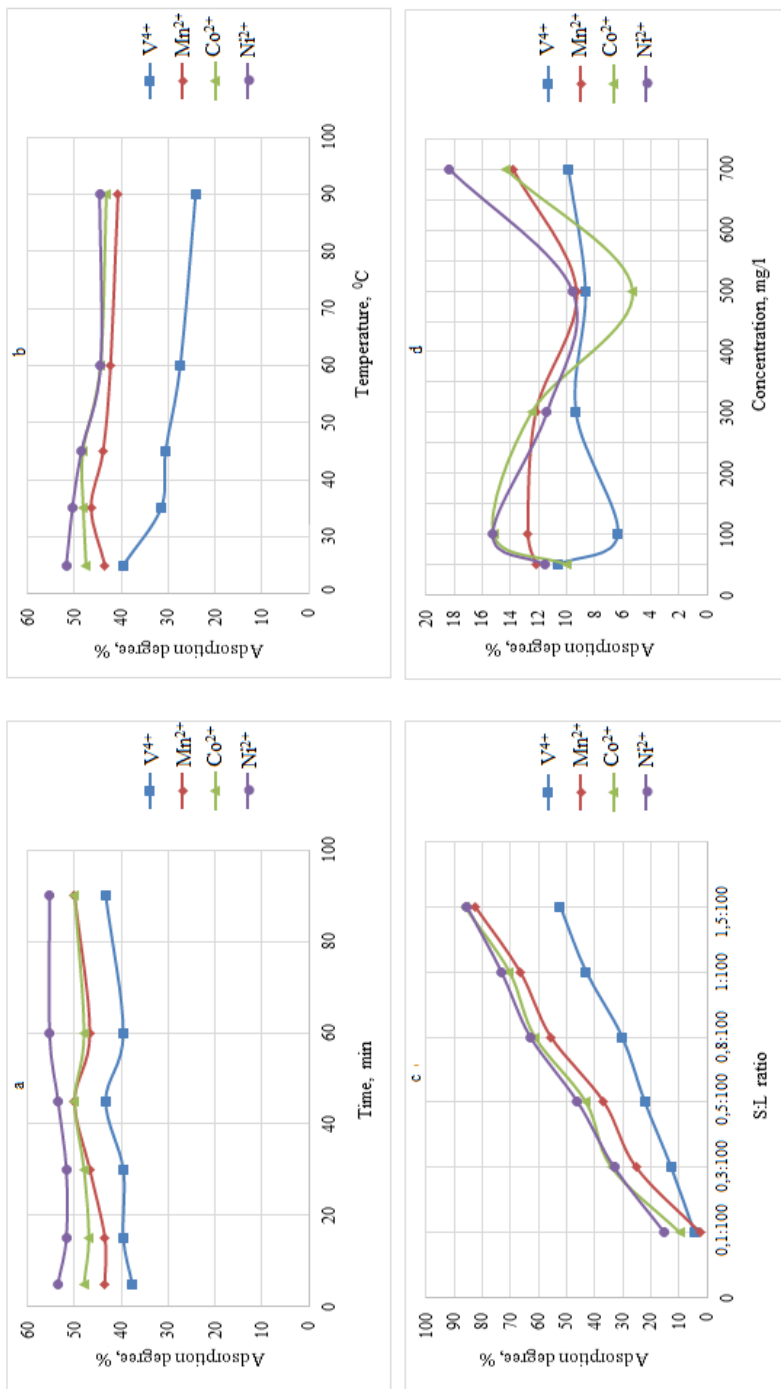 a
60
50
40
30
20
10
0
0 20 40 60 80 100
Adsorption degree, %
Time, min
V⁴⁺
Mn²⁺
Co²⁺
Ni²⁺
b
60
50
40
30
20
10
0
0 10 20 30 40 50 60 70 80 90 100
Adsorption degree, %
Temperature, ⁰C
V⁴⁺
Mn²⁺
Co²⁺
Ni²⁺
c
100
90
80
70
60
50
40
30
20
10
0
0 0,1:100 0,3:100 0,5:100 0,8:100 1:100 1,5:100
Adsorption degree, %
S:L ratio
V⁴⁺
Mn²⁺
Co²⁺
Ni²⁺
d
20
18
16
14
12
10
8
6
4
2
0
0 100 200 300 400 500 600 700
Adsorption degree, %
Concentration, mg/l
V⁴⁺
Mn²⁺
Co²⁺
Ni²⁺